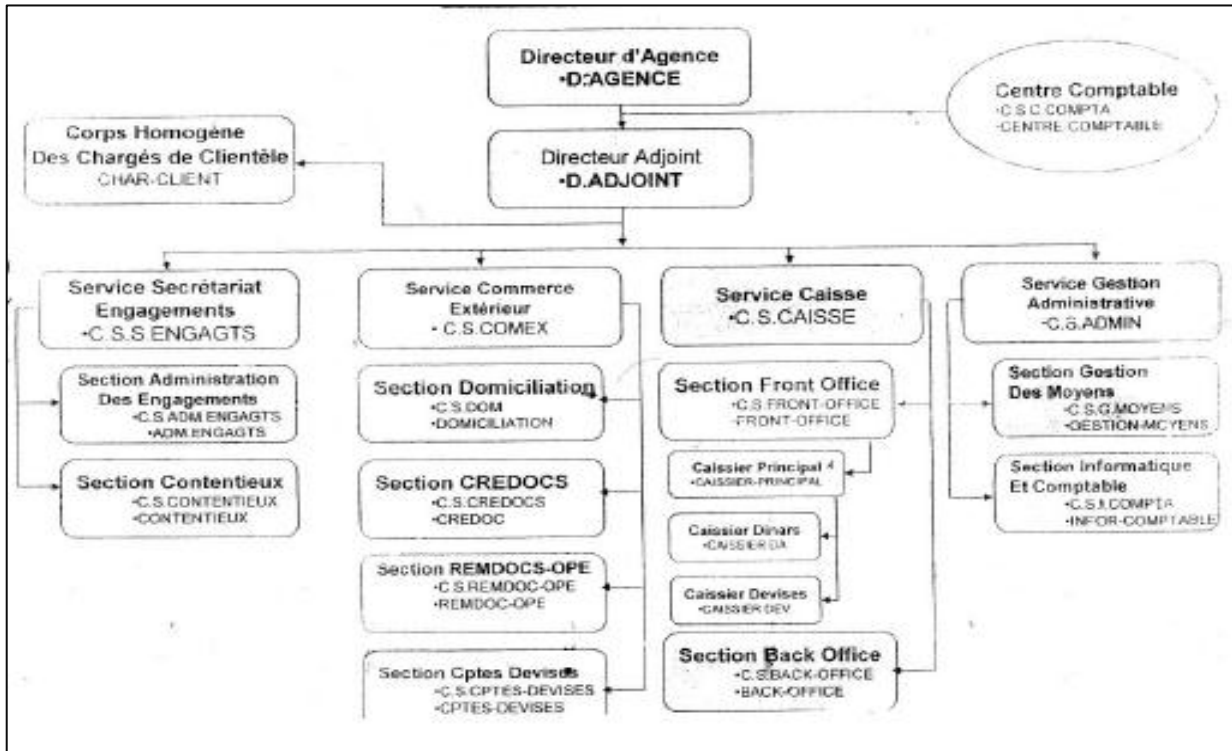 Directeur d'Agence
•D.AGENCE
Centre Comptable
•C.S.C.COMPTA
•CENTRE COMPTABLE
Corps Homogène
Des Chargés de Clientèle
CHAR-CLIENT
Directeur Adjoint
•D.ADJOINT
Service Secrétariat
Engagements
•C.S.S.ENGAGTS
Service Commerce
Extérieur
•C.S.COMEX
Service Caisse
•C.S.CAISSE
Service Gestion
Administrative
•C.S.ADMIN
Section Administration
Des Engagements
•C.S.ADM.ENGAGTS
•ADM.ENGAGTS
Section Contentieux
•C.S.CONTENTIEUX
•CONTENTIEUX
Section Domiciliation
•C.S.DOM
•DOMICILIATION
Section CREDOCS
•C.S.CREDOCS
•CREDOC
Section REMDOCS-OPE
•C.S.REMDOC-OPE
•REMDOC-OPE
Section Cptes Devises
•C.S.CPTES-DEVISES
•CPTES-DEVISES
Section Front Office
•C.S.FRONT-OFFICE
•FRONT-OFFICE
Caissier Principal
•CAISSIER-PRINCIPAL
Caissier Dinars
•CAISSIER DA
Caissier Devises
•CAISSIER DEV
Section Back Office
•C.S.BACK-OFFICE
•BACK-OFFICE
Section Gestion
Des Moyens
•C.S.G.MOYENS
•GESTION-MOYENS
Section Informatique
Et Comptable
•C.S.I.COMPTA
•INFOR-COMPTABLE